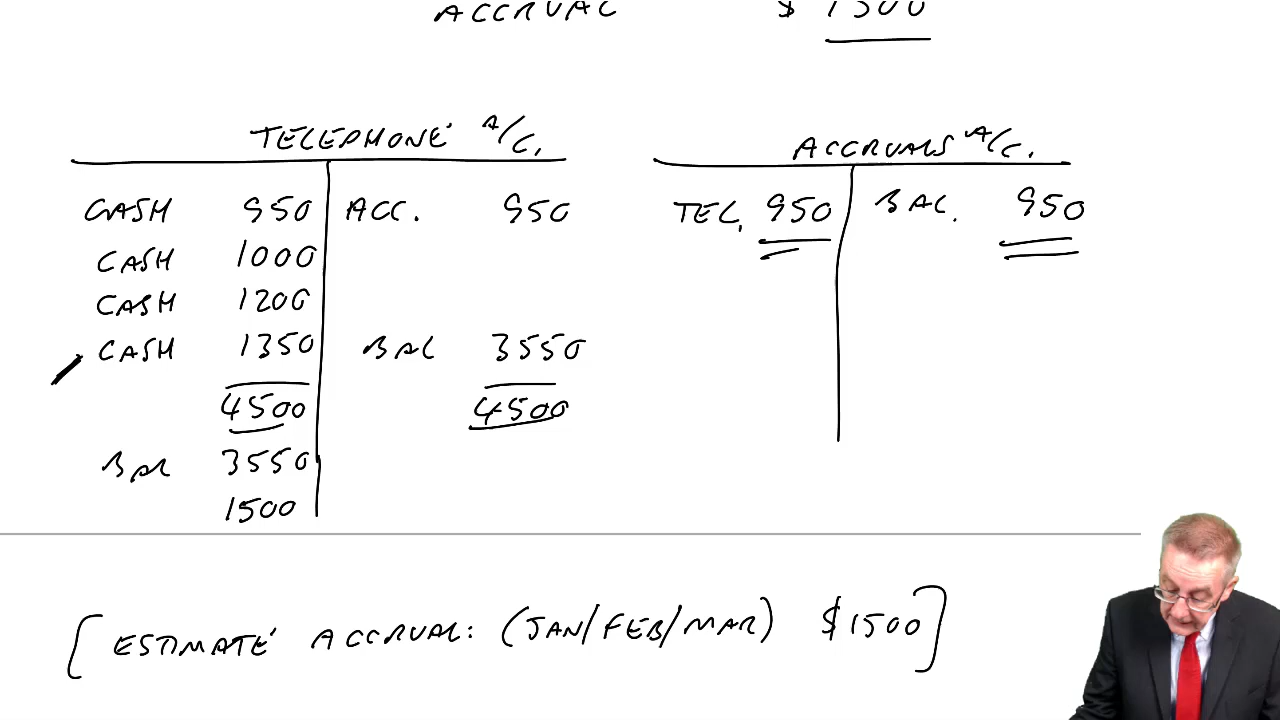 ACCRUAL $ 1500
TELEPHONE A/C.
CASH 950 ACC. 950
CASH 1000
CASH 1200
CASH 1350 BAL 3550
4500 4500
BAL 3550
1500
ACCRUALS A/C.
TEL. 950 BAL. 950
[ESTIMATE ACCRUAL: (JAN/FEB/MAR) $1500]